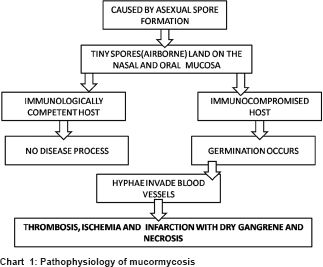 CAUSED BY ASEXUAL SPORE
FORMATION
TINY SPORES(AIRBORNE) LAND ON THE
NASAL AND ORAL MUCOSA
IMMUNOLOGICALLY
COMPETENT HOST
IMMUNOCOMPROMISED
HOST
NO DISEASE PROCESS
GERMINATION OCCURS
HYPHAE INVADE BLOOD
VESSELS
THROMBOSIS, ISCHEMIA AND INFARCTION WITH DRY GANGRENE AND
NECROSIS
Chart 1: Pathophysiology of mucormycosis